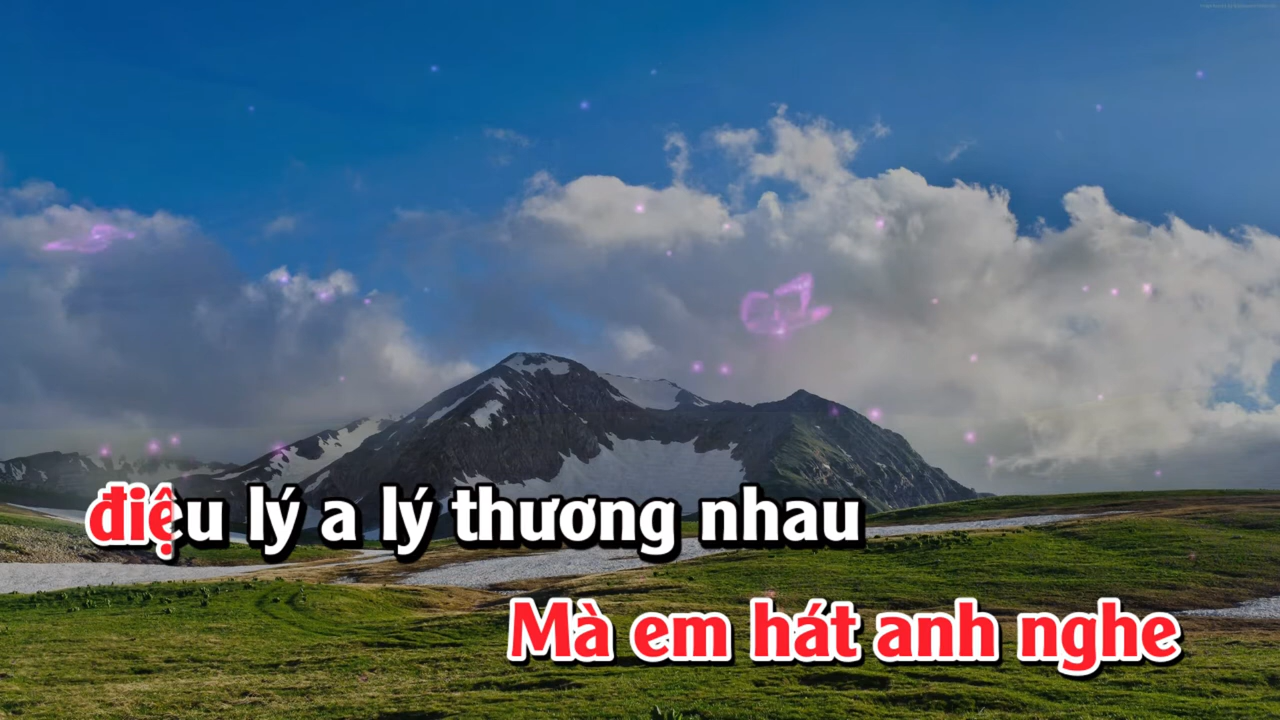 điệu lý a lý thương nhau
Mà em hát anh nghe